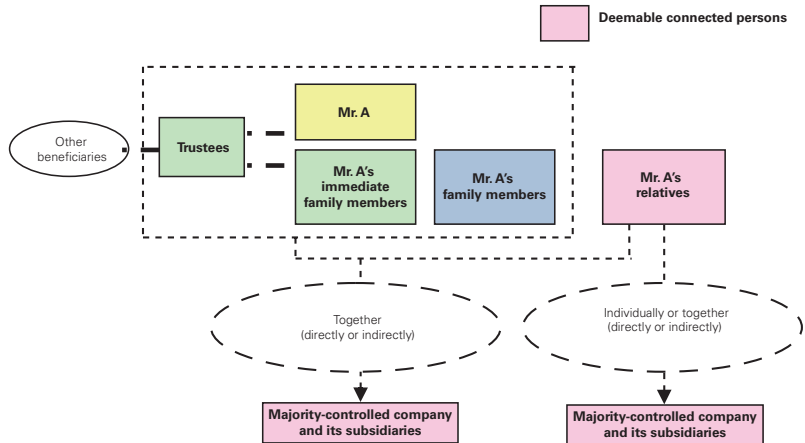 Deemable connected persons
Mr. A
Other
beneficiaries
Trustees
Mr. A's
immediate
family members
Mr. A's
family members
Mr. A's
relatives
Together
(directly or indirectly)
Individually or together
(directly or indirectly)
Majority-controlled company
and its subsidiaries
Majority-controlled company
and its subsidiaries